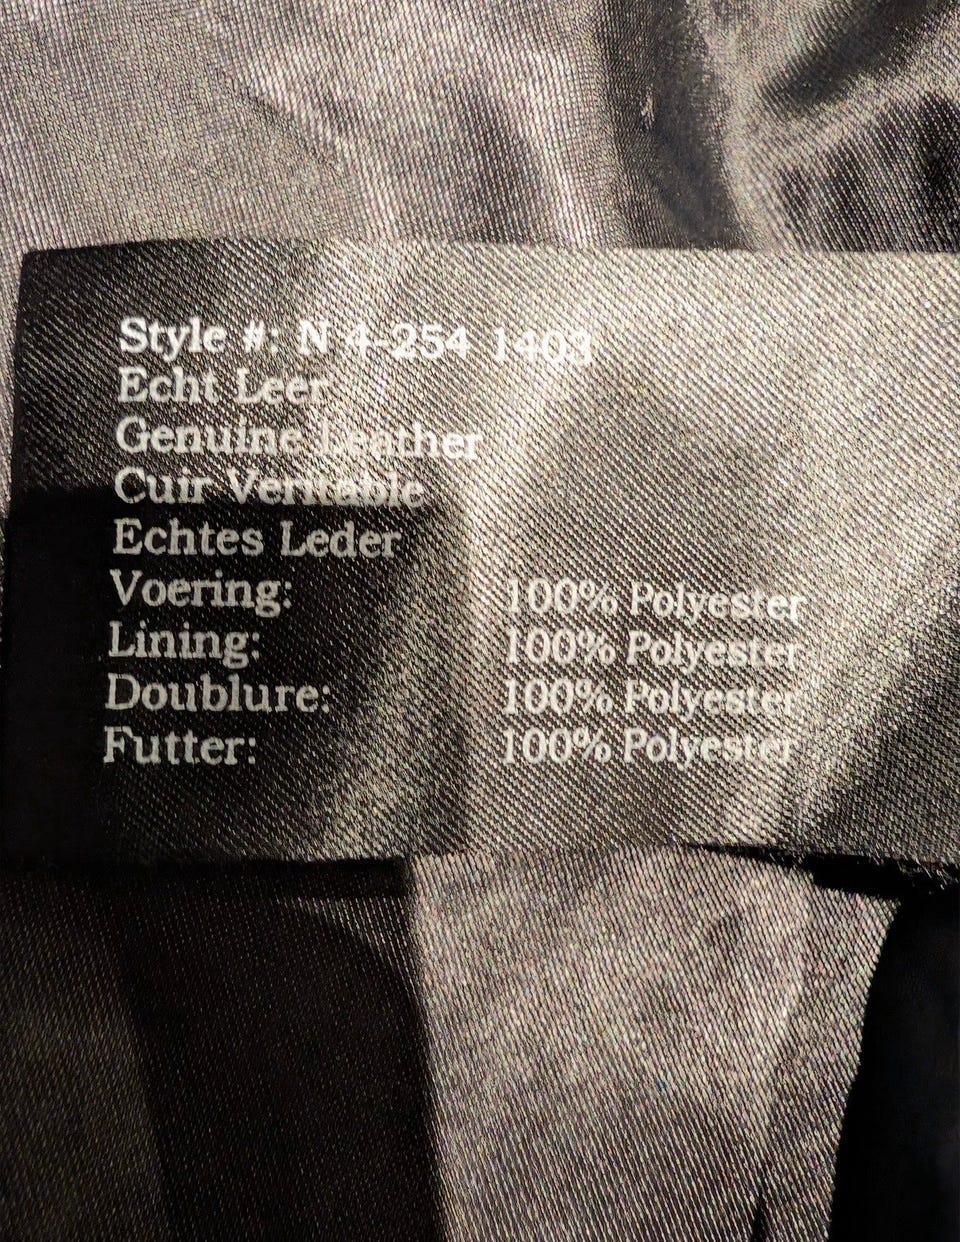 Style #: N 4-254 1403
Echt Leer
Genuine Leather
Cuir Veritable
Echtes Leder
Voering: 100% Polyester
Lining: 100% Polyester
Doublure: 100% Polyester
Futter: 100% Polyester